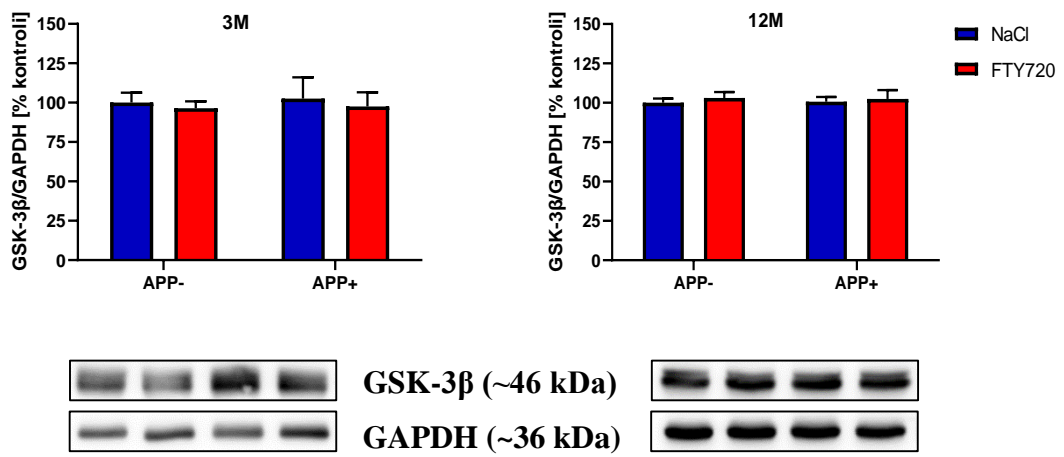 3M
GSK-3β/GAPDH [% kontroli]
150
125
100
75
50
25
0
APP-
APP+
12M
GSK-3β/GAPDH [% kontroli]
150
125
100
75
50
25
0
APP-
APP+
NaCl
FTY720
GSK-3β (~46 kDa)
GAPDH (~36 kDa)